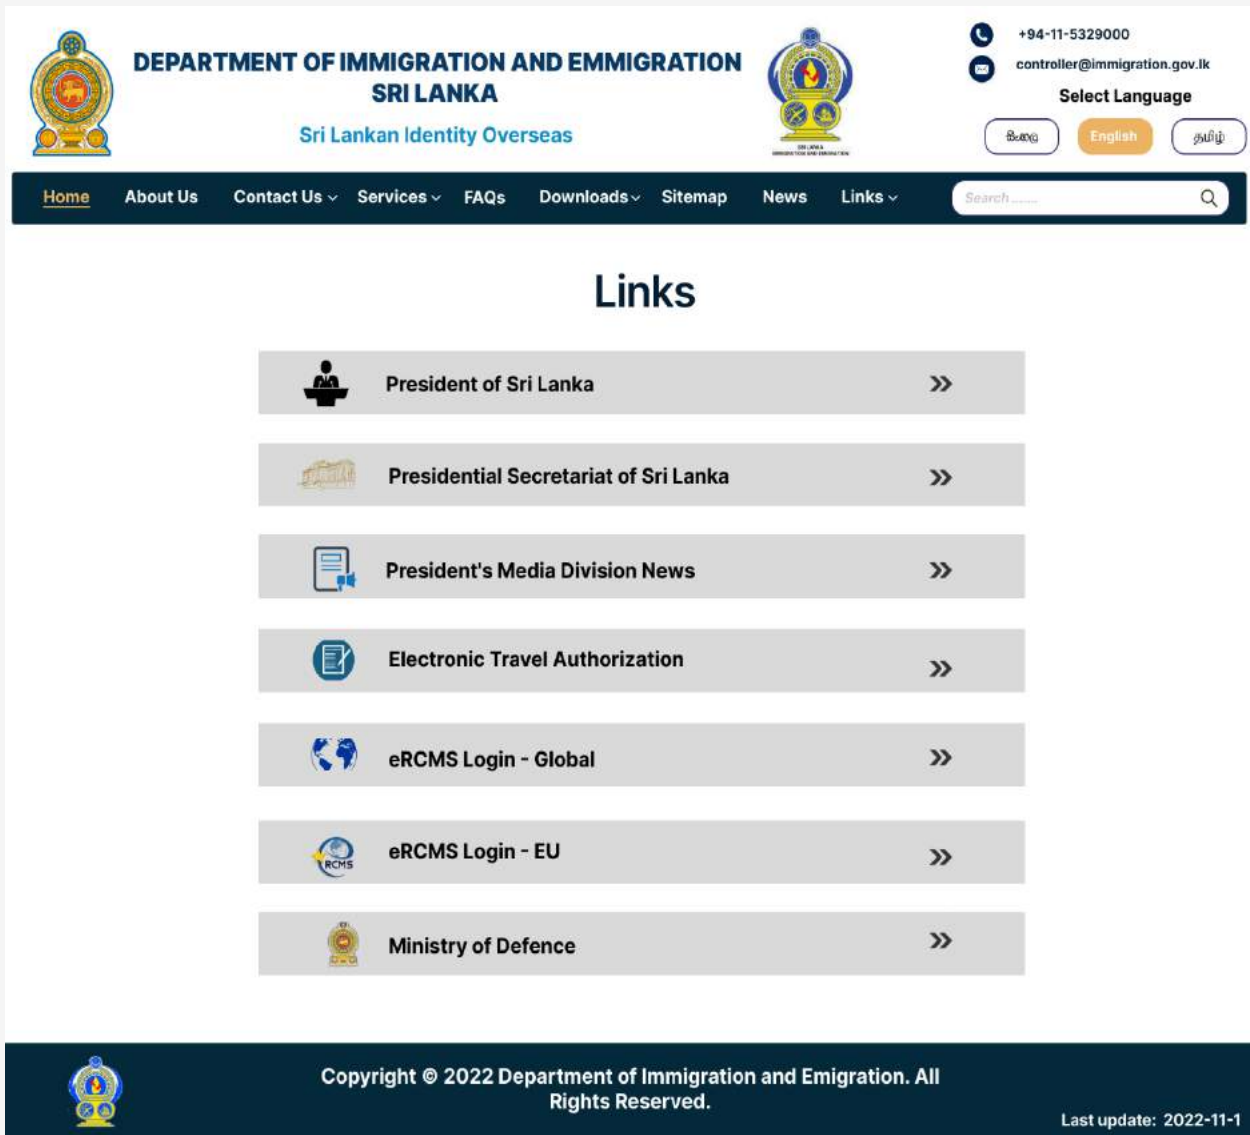 +94-11-5329000
DEPARTMENT OF IMMIGRATION AND EMMIGRATION
SRI LANKA
controller@immigration.gov.lk
Sri Lankan Identity Overseas
Select Language
සිංහල English தமிழ்
Home About Us Contact Us Services FAQs Downloads Sitemap News Links Search .......
Links
President of Sri Lanka
Presidential Secretariat of Sri Lanka
President's Media Division News
Electronic Travel Authorization
eRCMS Login - Global
RCMS eRCMS Login - EU
Ministry of Defence
Copyright © 2022 Department of Immigration and Emigration. All
Rights Reserved.
Last update: 2022-11-1